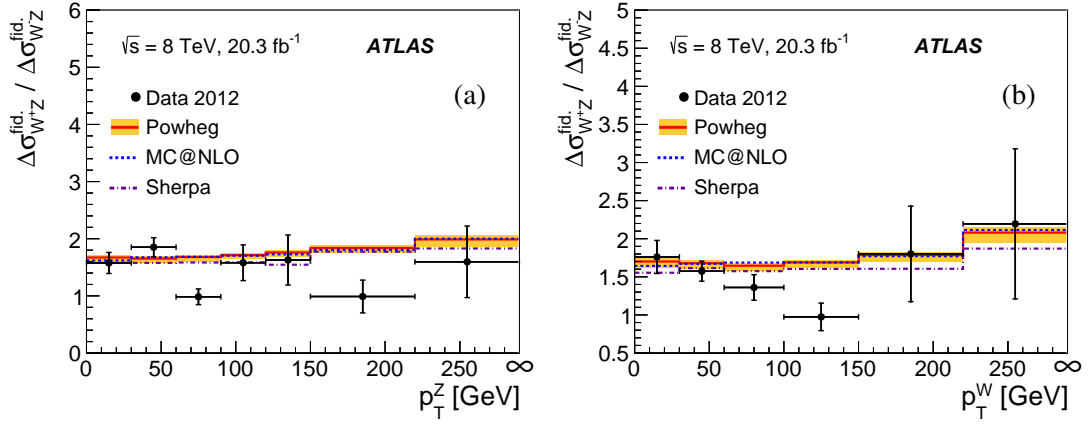 Δσ^fid._W⁺Z / Δσ^fid._W⁻Z
√s = 8 TeV, 20.3 fb⁻¹
ATLAS
(a)
Data 2012
Powheg
MC@NLO
Sherpa
6
5
4
3
2
1
0
0 50 100 150 200 250 ∞
p_T^Z [GeV]
Δσ^fid._W⁺Z / Δσ^fid._W⁻Z
√s = 8 TeV, 20.3 fb⁻¹
ATLAS
(b)
Data 2012
Powheg
MC@NLO
Sherpa
5
4.5
4
3.5
3
2.5
2
1.5
1
0.5
0 50 100 150 200 250 ∞
p_T^W [GeV]